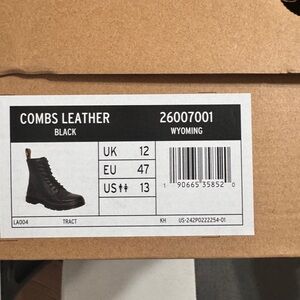 COMBS LEATHER 26007001
BLACK WYOMING
UK 12
EU 47
US 13
1 90665 35852 0
LA004 TRACT KH US-242P0222254-01